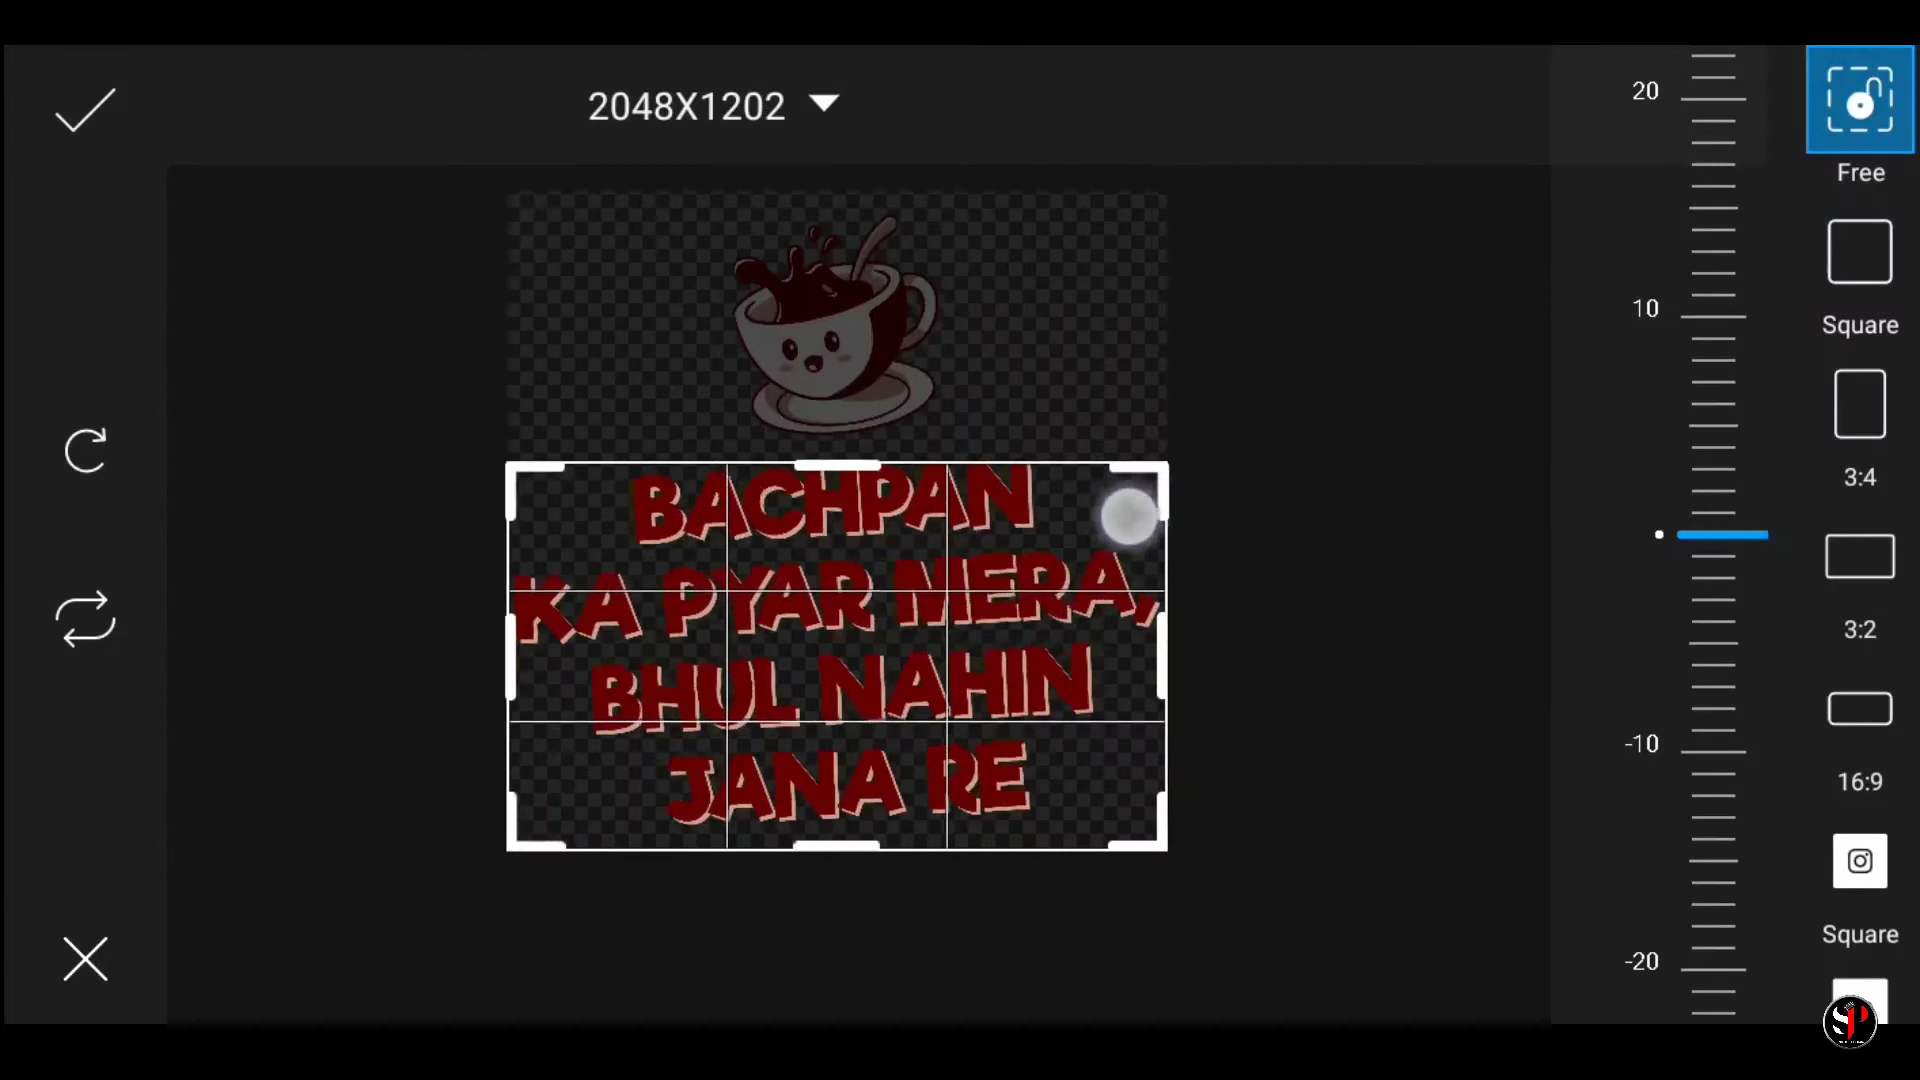 2048X1202
BACHPAN
KA PYAR MERA,
BHUL NAHIN
JANA RE
20
10
-10
-20
Free
Square
3:4
3:2
16:9
Square
SP